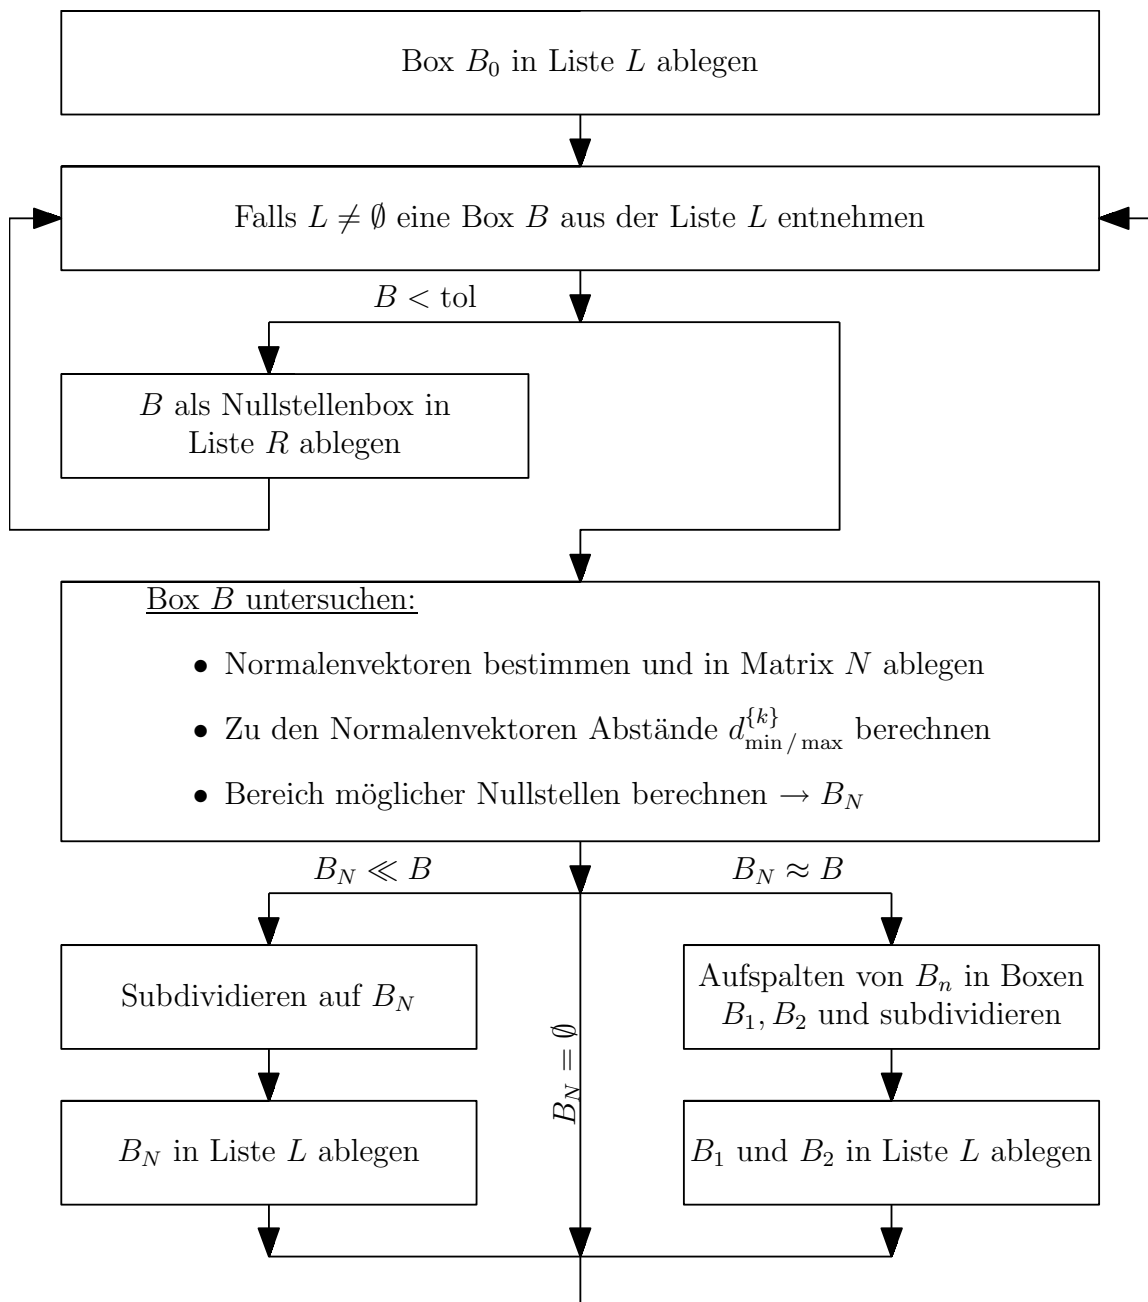 Box $B_0$ in Liste $L$ ablegen
Falls $L \neq \emptyset$ eine Box $B$ aus der Liste $L$ entnehmen
$B < \text{tol}$
$B$ als Nullstellenbox in
Liste $R$ ablegen
Box $B$ untersuchen:
• Normalenvektoren bestimmen und in Matrix $N$ ablegen
• Zu den Normalenvektoren Abstände $d_{\min/\max}^{\{k\}}$ berechnen
• Bereich möglicher Nullstellen berechnen → $B_N$
$B_N \ll B$
$B_N \approx B$
Subdividieren auf $B_N$
Aufspalten von $B_n$ in Boxen
$B_1, B_2$ und subdividieren
$B_N = \emptyset$
$B_N$ in Liste $L$ ablegen
$B_1$ und $B_2$ in Liste $L$ ablegen